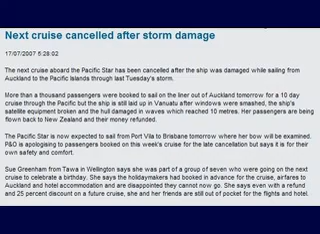 Next cruise cancelled after storm damage
17/07/2007 5:28:02
The next cruise aboard the Pacific Star has been cancelled after the ship was damaged while sailing from
Auckland to the Pacific Islands through last Tuesday's storm.
More than a thousand passengers were booked to sail on the liner out of Auckland tomorrow for a 10 day
cruise through the Pacific but the ship is still laid up in Vanuatu after windows were smashed, the ship's
satellite equipment broken and the hull damaged in waves which reached 10 metres. Her passengers are being
flown back to New Zealand and their money refunded.
The Pacific Star is now expected to sail from Port Vila to Brisbane tomorrow where her bow will be examined.
P&O is apologising to passengers booked on this week's cruise for the late cancellation but says it is for their
own safety and comfort.
Sue Greenham from Tawa in Wellington says she was part of a group of seven who were going on the next
cruise to celebrate a birthday. She says the holidaymakers had booked in advance for the cruise, airfares to
Auckland and hotel accommodation and are disappointed they cannot now go. She says even with a refund
and 25 percent discount on a future cruise, she and her friends are still out of pocket for the flights and hotel.